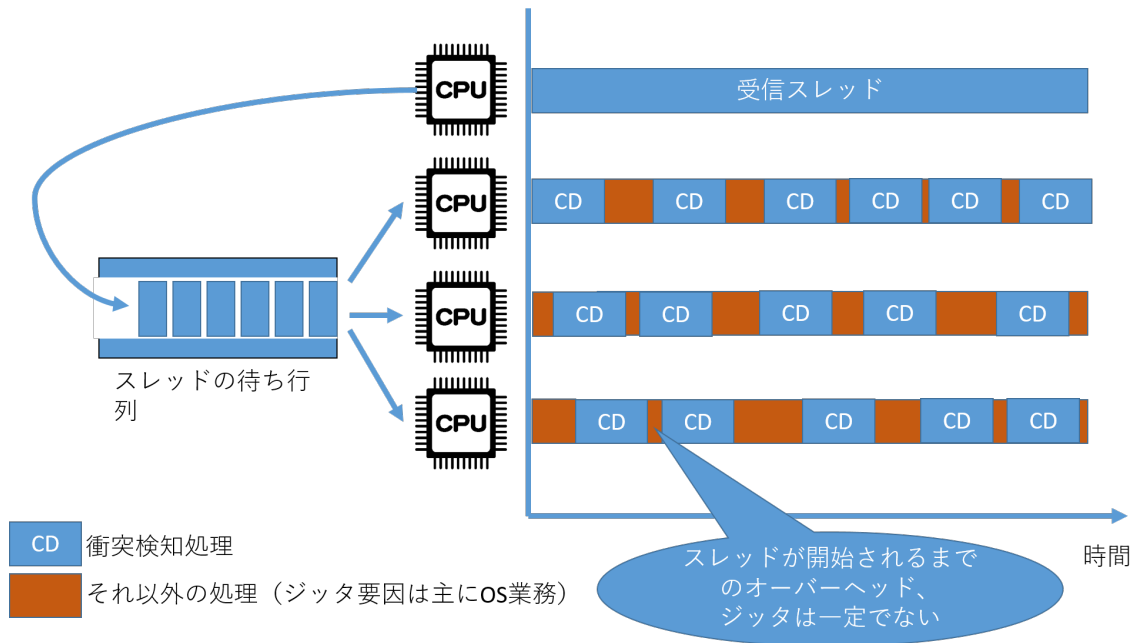 CPU
受信スレッド
CPU
CD
CD
CD
CD
CD
CD
CPU
CD
CD
CD
CD
CD
スレッドの待ち行
列
CPU
CD
CD
CD
CD
CD
CD
衝突検知処理
それ以外の処理（ジッタ要因は主にOS業務）
スレッドが開始されるまで
のオーバーヘッド、
ジッタは一定でない
時間